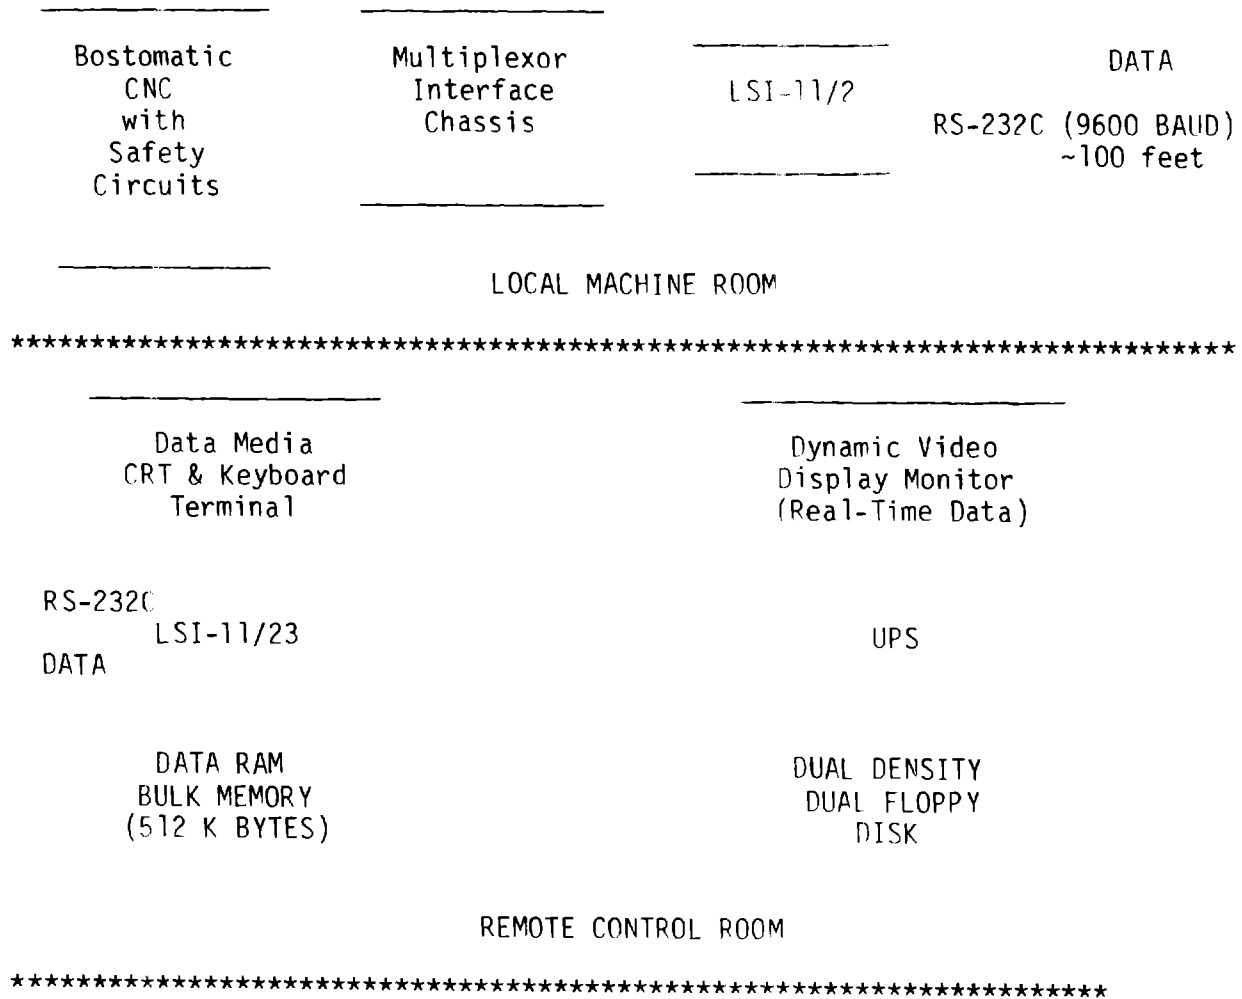 Bostomatic
CNC
with
Safety
Circuits
Multiplexor
Interface
Chassis
LSI-11/2
DATA
RS-232C (9600 BAUD)
~100 feet
LOCAL MACHINE ROOM
*****************************************************************************
Data Media
CRT & Keyboard
Terminal
Dynamic Video
Display Monitor
(Real-Time Data)
RS-232C
LSI-11/23
DATA
UPS
DATA RAM
BULK MEMORY
(512 K BYTES)
DUAL DENSITY
DUAL FLOPPY
DISK
REMOTE CONTROL ROOM
*********************************************************************